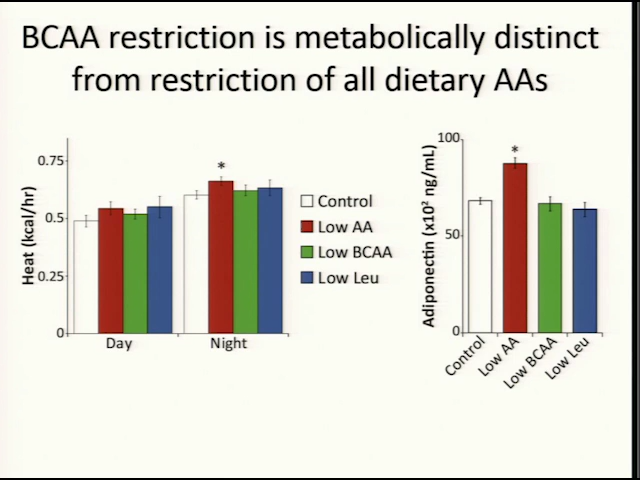 BCAA restriction is metabolically distinct
from restriction of all dietary AAs
Heat (kcal/hr)
0.75
0.5
0.25
0
*
Day
Night
Control
Low AA
Low BCAA
Low Leu
Adiponectin (x10² ng/mL)
100
50
0
*
Control
Low AA
Low BCAA
Low Leu